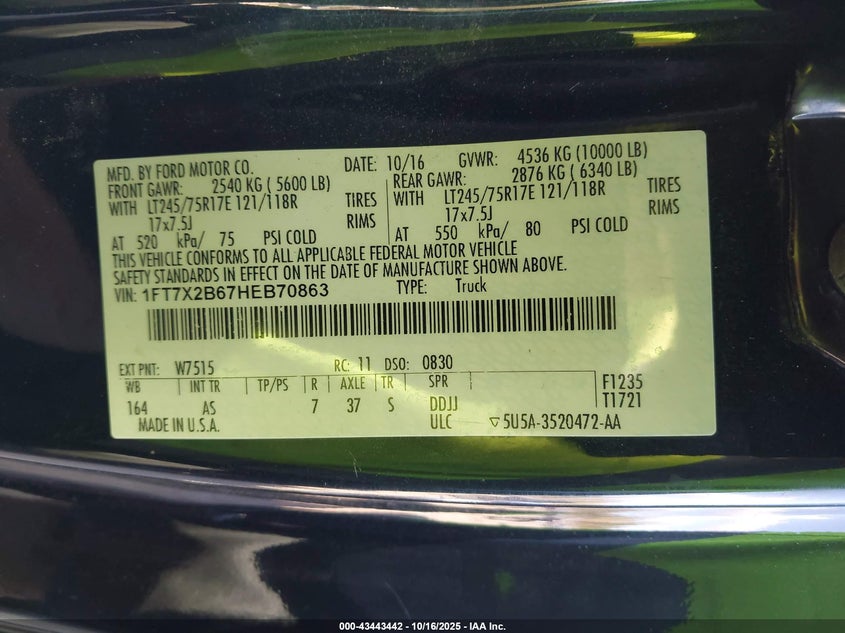 MFD. BY FORD MOTOR CO. DATE: 10/16 GVWR: 4536 KG (10000 LB)
FRONT GAWR: 2540 KG ( 5600 LB) REAR GAWR: 2876 KG ( 6340 LB)
WITH LT245/75R17E 121/118R TIRES WITH LT245/75R17E 121/118R TIRES
17x7.5J RIMS 17x7.5J RIMS
AT 520 kPa/ 75 PSI COLD AT 550 kPa/ 80 PSI COLD
THIS VEHICLE CONFORMS TO ALL APPLICABLE FEDERAL MOTOR VEHICLE
SAFETY STANDARDS IN EFFECT ON THE DATE OF MANUFACTURE SHOWN ABOVE.
VIN: 1FT7X2B67HEB70863 TYPE: Truck
EXT PNT: W7515 RC: 11 DSO: 0830
WB INT TR TP/PS R AXLE TR SPR F1235
164 AS 7 37 S DDJJ T1721
MADE IN U.S.A. ULC ▽5U5A-3520472-AA
000-43443442 - 10/16/2025 - IAA Inc.